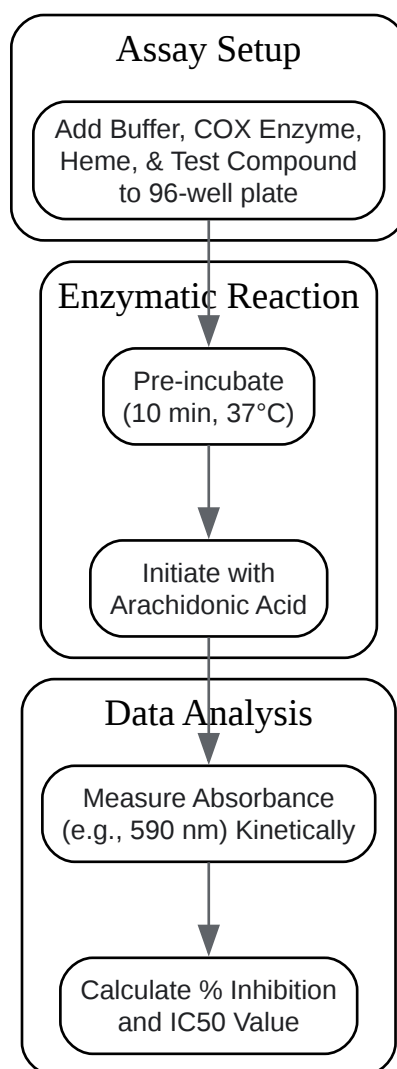 Assay Setup
Add Buffer, COX Enzyme,
Heme, & Test Compound
to 96-well plate
Enzymatic Reaction
Pre-incubate
(10 min, 37°C)
Initiate with
Arachidonic Acid
Data Analysis
Measure Absorbance
(e.g., 590 nm) Kinetically
Calculate % Inhibition
and IC50 Value